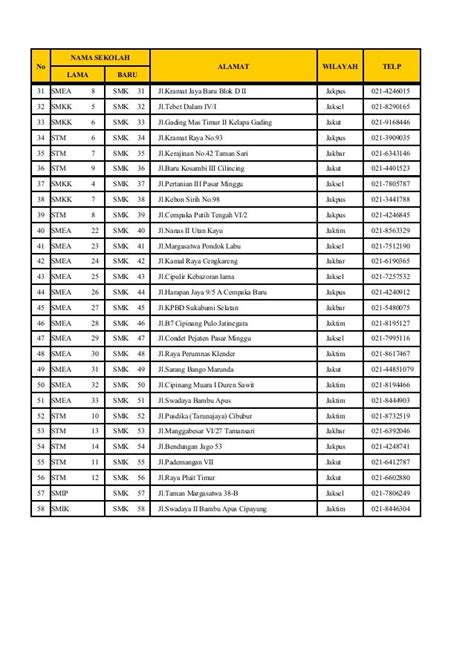 No NAMA SEKOLAH ALAMAT WILAYAH TELP
LAMA BARU
31 SMEA 8 SMK 31 Jl.Kramat Jaya Baru Blok D II Jakpus 021-4246015
32 SMKK 5 SMK 32 Jl.Tebet Dalam IV/I Jaksel 021-8290165
33 SMKK 6 SMK 33 Jl.Gading Mas Timur II Kelapa Gading Jakut 021-9168446
34 STM 6 SMK 34 Jl.Kramat Raya No.93 Jakpus 021-3909035
35 STM 7 SMK 35 Jl.Kerajinan No.42 Taman Sari Jakbar 021-6343146
36 STM 9 SMK 36 Jl.Baru Kosambi III Cilincing Jakut 021-4401523
37 SMKK 4 SMK 37 Jl.Pertanian III Pasar Minggu Jaksel 021-7805787
38 SMKK 7 SMK 38 Jl.Kebon Sirih No.98 Jakpus 021-3441788
39 STM 8 SMK 39 Jl.Cempaka Putih Tengah VI/2 Jakpus 021-4246845
40 SMEA 22 SMK 40 Jl.Nanas II Utan Kayu Jaktim 021-8563329
41 SMEA 23 SMK 41 Jl.Margasatwa Pondok Labu Jaksel 021-7512190
42 SMEA 24 SMK 42 Jl.Kamal Raya Cengkareng Jakbar 021-6190365
43 SMEA 25 SMK 43 Jl.Cipulir Kebazoran lama Jaksel 021-7257532
44 SMEA 26 SMK 44 Jl.Harapan Jaya 9/5 A Cempaka Baru Jakpus 021-4240912
45 SMEA 27 SMK 45 Jl.KPBD Sukabumi Selatan Jakbar 021-5480075
46 SMEA 28 SMK 46 Jl.B7 Cipinang Pulo Jatinegara Jaktim 021-8195127
47 SMEA 29 SMK 47 Jl.Condet Pejaten Pasar Minggu Jaksel 021-7995116
48 SMEA 30 SMK 48 Jl.Raya Perumnas Klender Jaktim 021-8617467
49 SMEA 31 SMK 49 Jl.Sarang Bango Marunda Jakut 021-44851079
50 SMEA 32 SMK 50 Jl.Cipinang Muara I Duren Sawit Jaktim 021-8194466
51 SMEA 33 SMK 51 Jl.Swadaya Bambu Apus Jaktim 021-8444903
52 STM 10 SMK 52 Jl.Pusdika (Tarunajaya) Cibubur Jaktim 021-8732519
53 STM 13 SMK 53 Jl.Manggabesar VI/27 Tamansari Jakbar 021-6392046
54 STM 14 SMK 54 Jl.Bendungan Jago 53 Jakpus 021-4248741
55 STM 11 SMK 55 Jl.Pademangan VII Jakut 021-6412787
56 STM 12 SMK 56 Jl.Raya Pluit Timur Jakut 021-6602880
57 SMIP SMK 57 Jl.Taman Margasatwa 38-B Jaksel 021-7806249
58 SMIK SMK 58 Jl.Swadaya II Bambu Apus Cipayung Jaktim 021-8446304